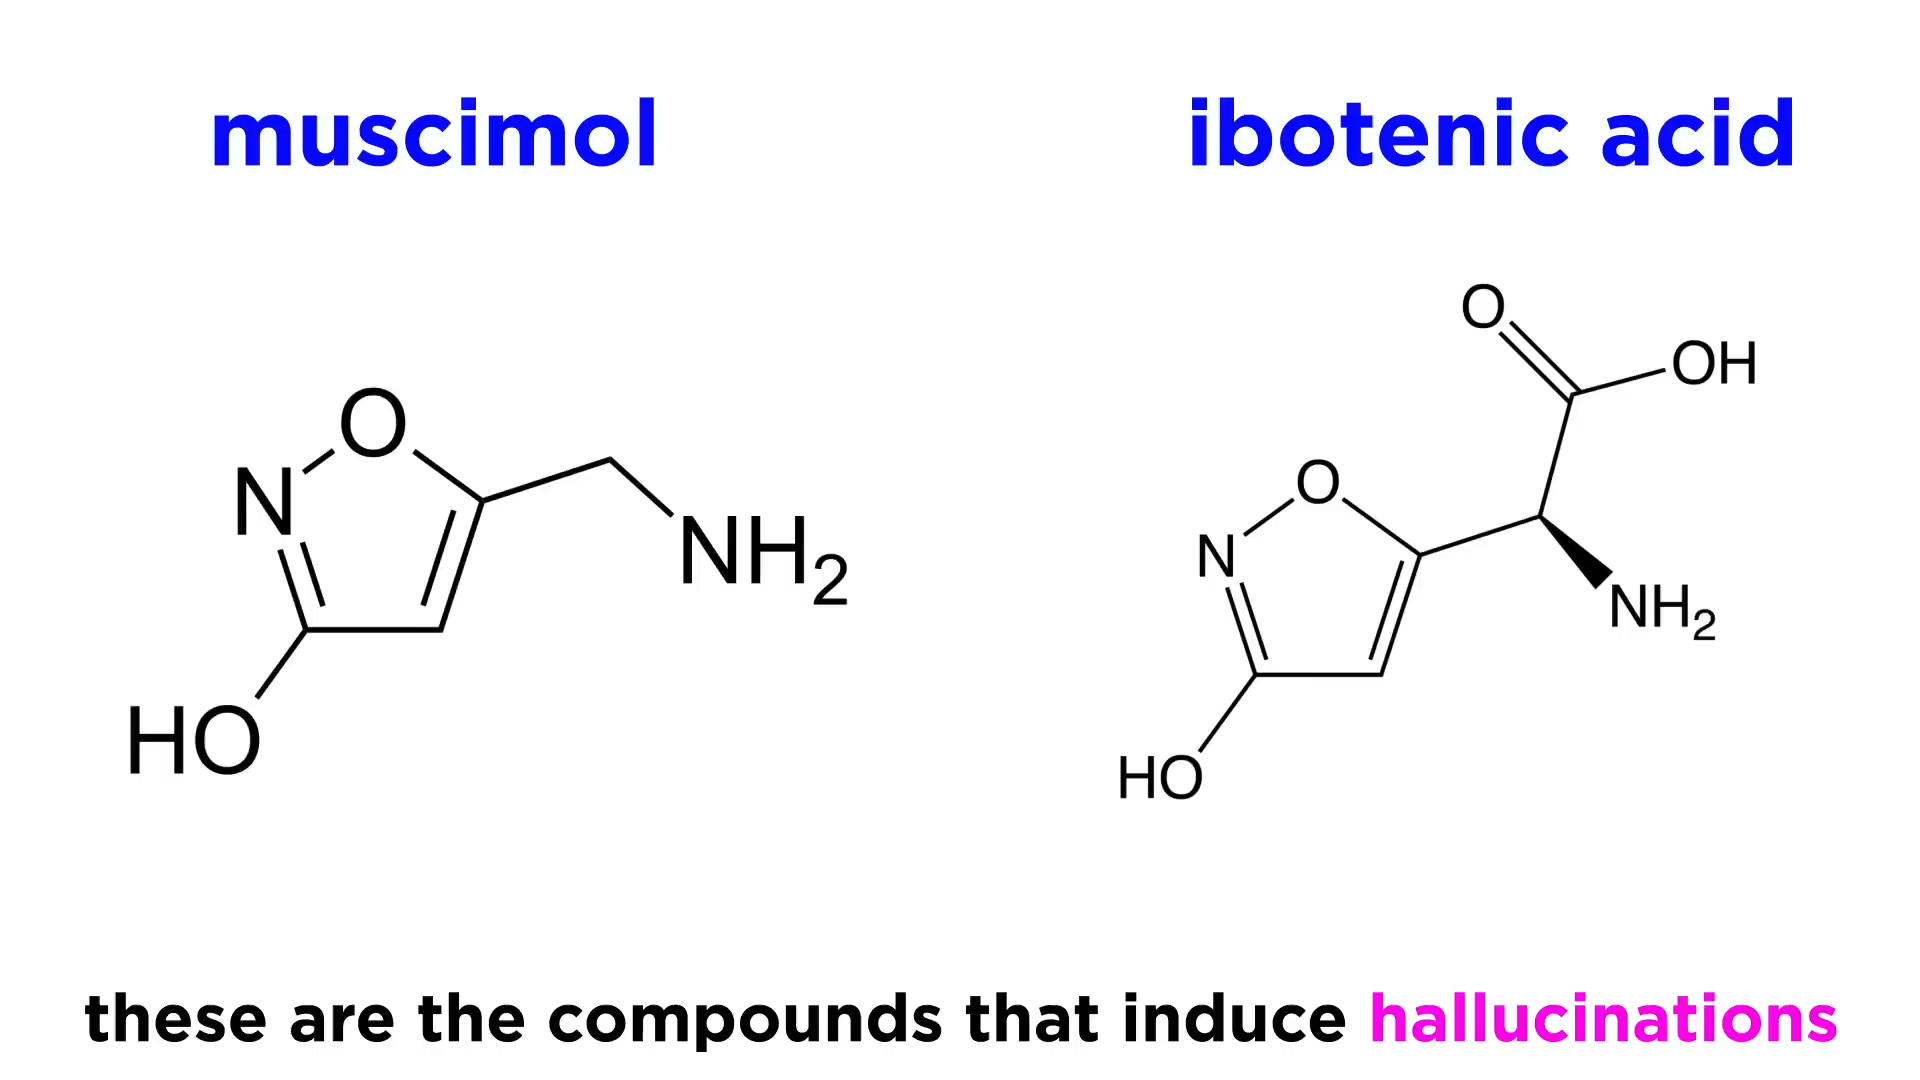 muscimol
ibotenic acid
O
N
NH2
HO
O
OH
O
N
NH2
HO
these are the compounds that induce hallucinations